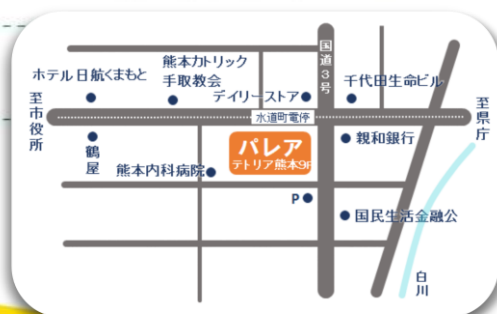 国道3号
熊本カトリック
手取教会
ホテル日航くまもと
千代田生命ビル
デイリーストア
至市役所
水道町電停
至県庁
鶴屋
パレア
テトリア熊本9F
親和銀行
熊本内科病院
P
国民生活金融公
白川